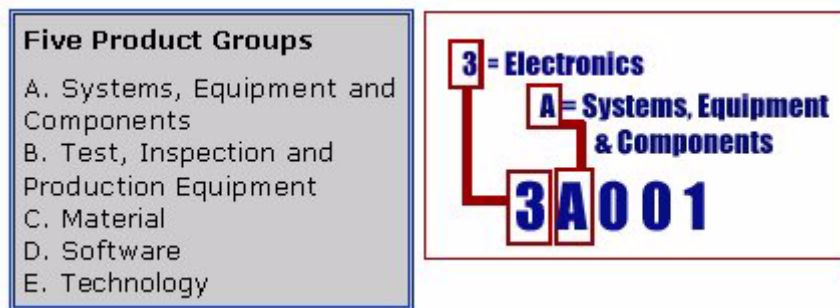 Five Product Groups
A. Systems, Equipment and
Components
B. Test, Inspection and
Production Equipment
C. Material
D. Software
E. Technology
3 = Electronics
A = Systems, Equipment
& Components
3A001